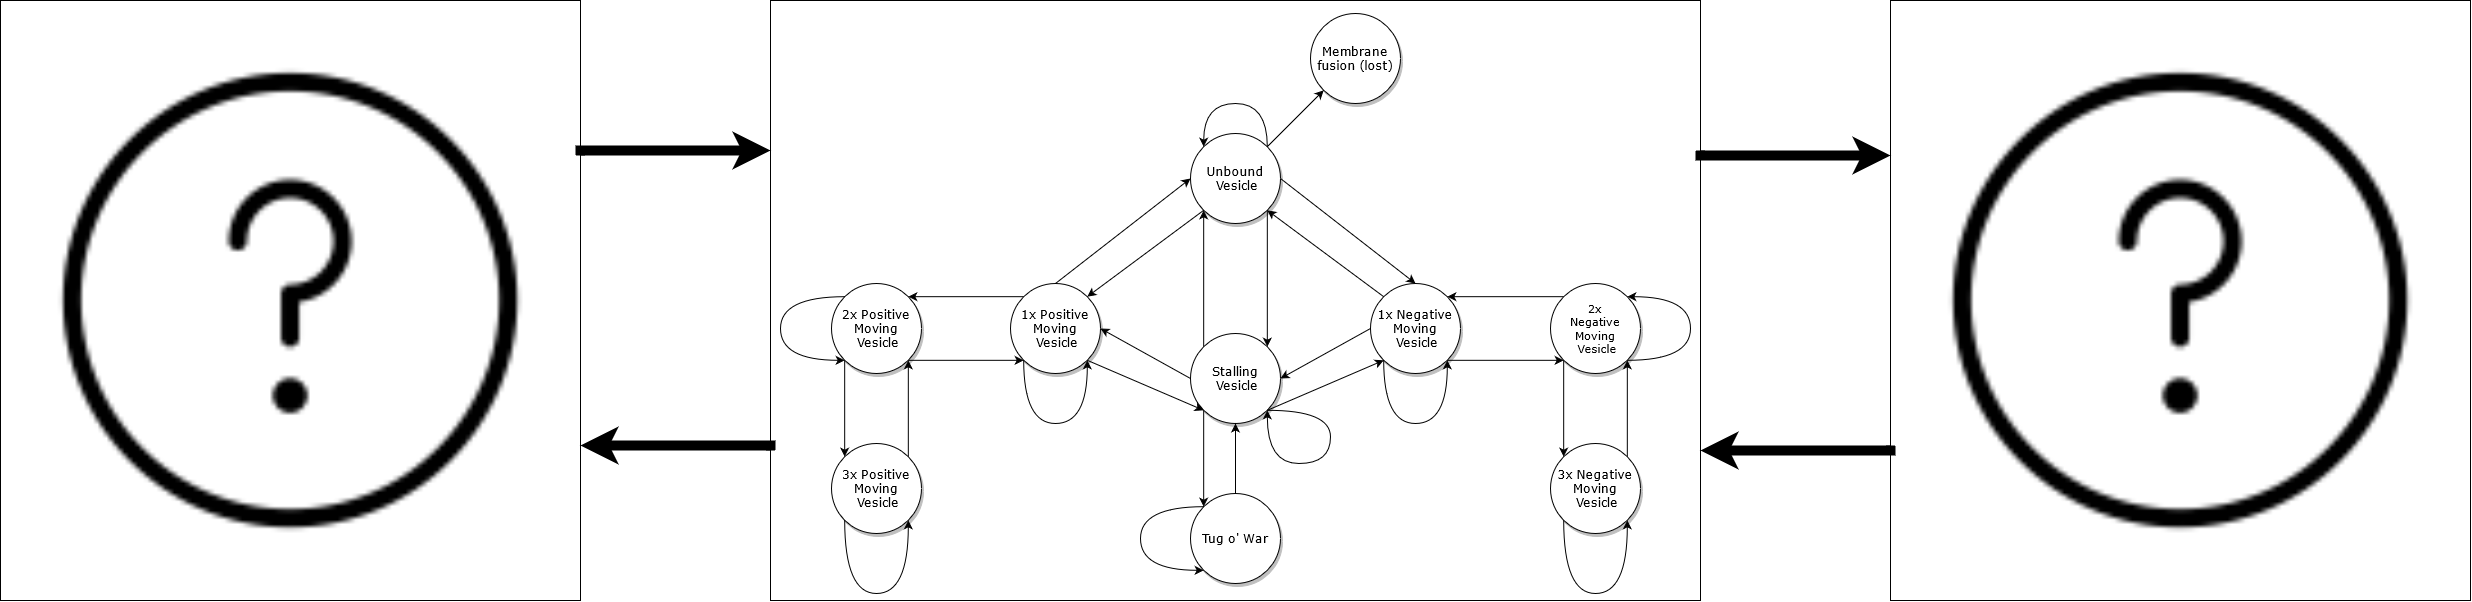 ?
Membrane
fusion (lost)
Unbound
Vesicle
2x Positive
Moving
Vesicle
1x Positive
Moving
Vesicle
1x Negative
Moving
Vesicle
2x
Negative
Moving
Vesicle
Stalling
Vesicle
3x Positive
Moving
Vesicle
Tug o' War
3x Negative
Moving
Vesicle
?